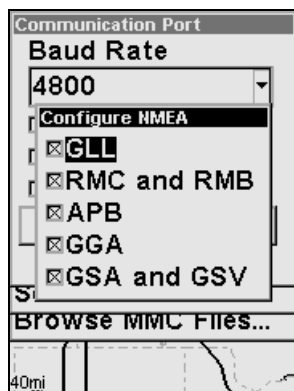 Communication Port
Baud Rate
4800
Configure NMEA
GLL
RMC and RMB
APB
GGA
GSA and GSV
Browse MMC Files...
40mi